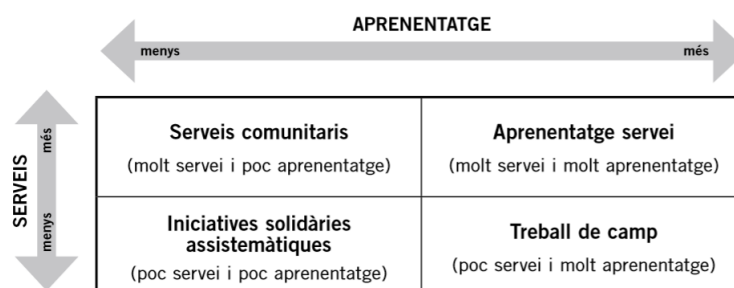 APRENENTATGE
menys
més
SERVEIS
més
menys
Serveis comunitaris
(molt servei i poc aprenentatge)
Aprenentatge servei
(molt servei i molt aprenentatge)
Iniciatives solidàries
assistemàtiques
(poc servei i poc aprenentatge)
Treball de camp
(poc servei i molt aprenentatge)